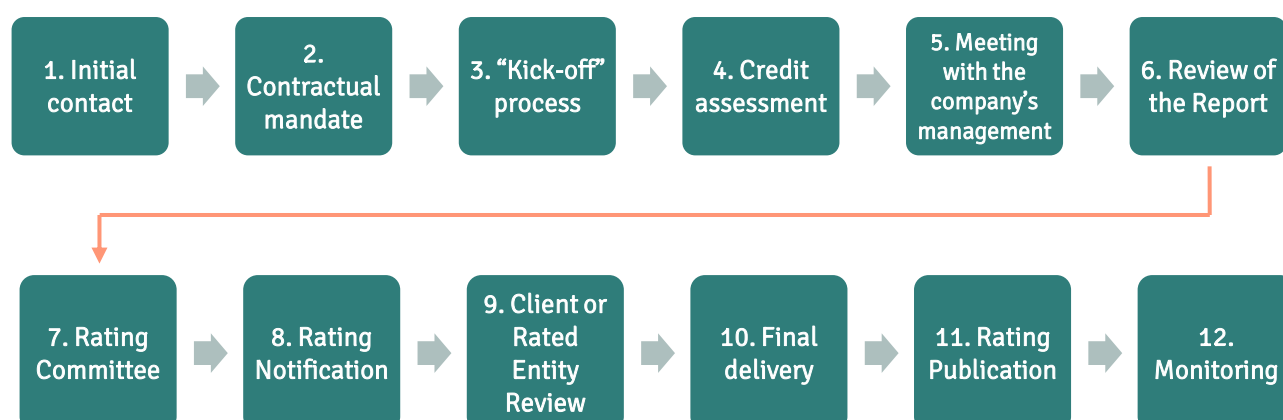 1. Initial
contact
2.
Contractual
mandate
3. “Kick-off”
process
4. Credit
assessment
5. Meeting
with the
company’s
management
6. Review of
the Report
7. Rating
Committee
8. Rating
Notification
9. Client or
Rated
Entity
Review
10. Final
delivery
11. Rating
Publication
12.
Monitoring